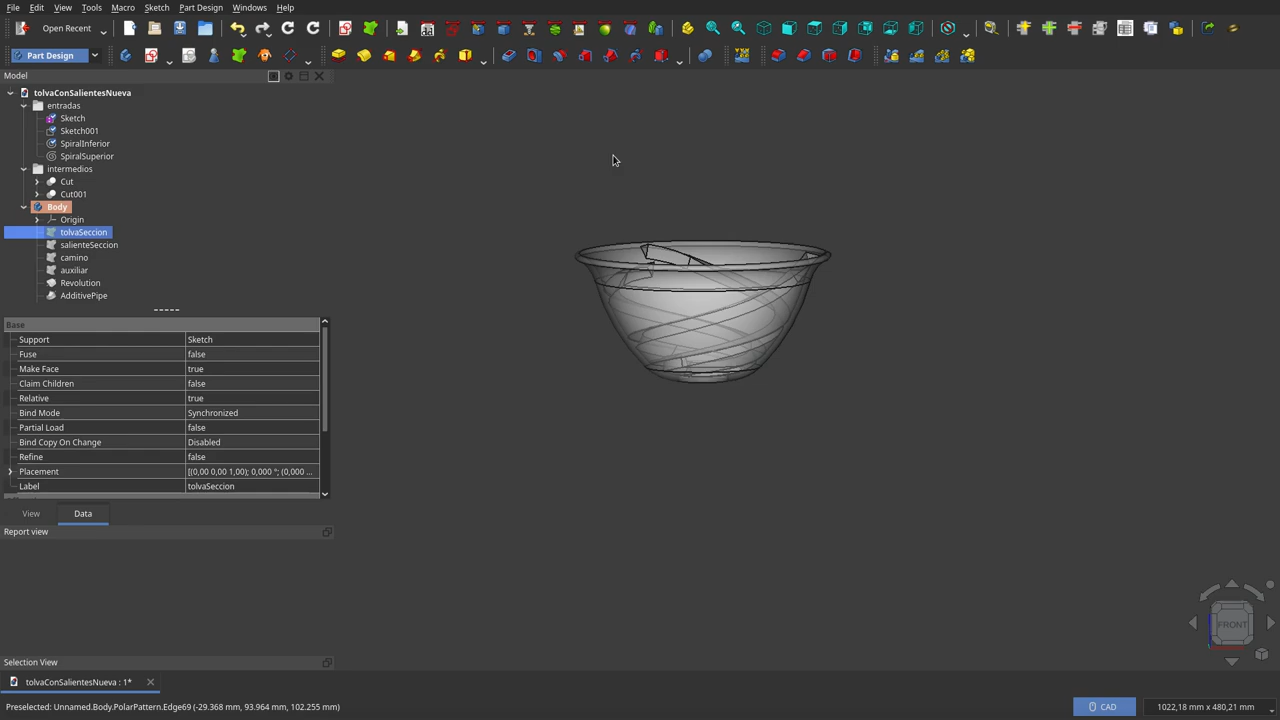 File Edit View Tools Macro Sketch Part Design Windows Help
Open Recent
Part Design
Model
tolvaConSalientesNueva
entradas
Sketch
Sketch001
SpiralInferior
SpiralSuperior
intermedios
Cut
Cut001
Body
Origin
tolvaSeccion
salienteSeccion
camino
auxiliar
Revolution
AdditivePipe
Base
Support Sketch
Fuse false
Make Face true
Claim Children false
Relative true
Bind Mode Synchronized
Partial Load false
Bind Copy On Change Disabled
Refine false
Placement [(0,00 0,00 1,00); 0,000 °; (0,000 ...
Label tolvaSeccion
View Data
Report view
FRONT
Selection View
tolvaConSalientesNueva : 1*
Preselected: Unnamed.Body.PolarPattern.Edge69 (-29.368 mm, 93.964 mm, 102.255 mm)
CAD
1022,18 mm x 480,21 mm